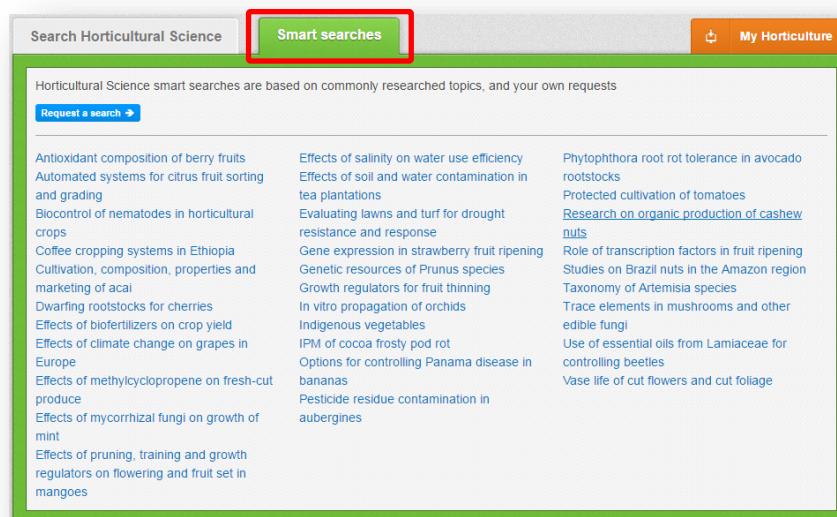 Search Horticultural Science
Smart searches
My Horticulture
Horticultural Science smart searches are based on commonly researched topics, and your own requests
Request a search →
Antioxidant composition of berry fruits
Automated systems for citrus fruit sorting
and grading
Biocontrol of nematodes in horticultural
crops
Coffee cropping systems in Ethiopia
Cultivation, composition, properties and
marketing of acai
Dwarfing rootstocks for cherries
Effects of biofertilizers on crop yield
Effects of climate change on grapes in
Europe
Effects of methylcyclopropene on fresh-cut
produce
Effects of mycorrhizal fungi on growth of
mint
Effects of pruning, training and growth
regulators on flowering and fruit set in
mangoes
Effects of salinity on water use efficiency
Effects of soil and water contamination in
tea plantations
Evaluating lawns and turf for drought
resistance and response
Gene expression in strawberry fruit ripening
Genetic resources of Prunus species
Growth regulators for fruit thinning
In vitro propagation of orchids
Indigenous vegetables
IPM of cocoa frosty pod rot
Options for controlling Panama disease in
bananas
Pesticide residue contamination in
aubergines
Phytophthora root rot tolerance in avocado
rootstocks
Protected cultivation of tomatoes
Research on organic production of cashew
nuts
Role of transcription factors in fruit ripening
Studies on Brazil nuts in the Amazon region
Taxonomy of Artemisia species
Trace elements in mushrooms and other
edible fungi
Use of essential oils from Lamiaceae for
controlling beetles
Vase life of cut flowers and cut foliage